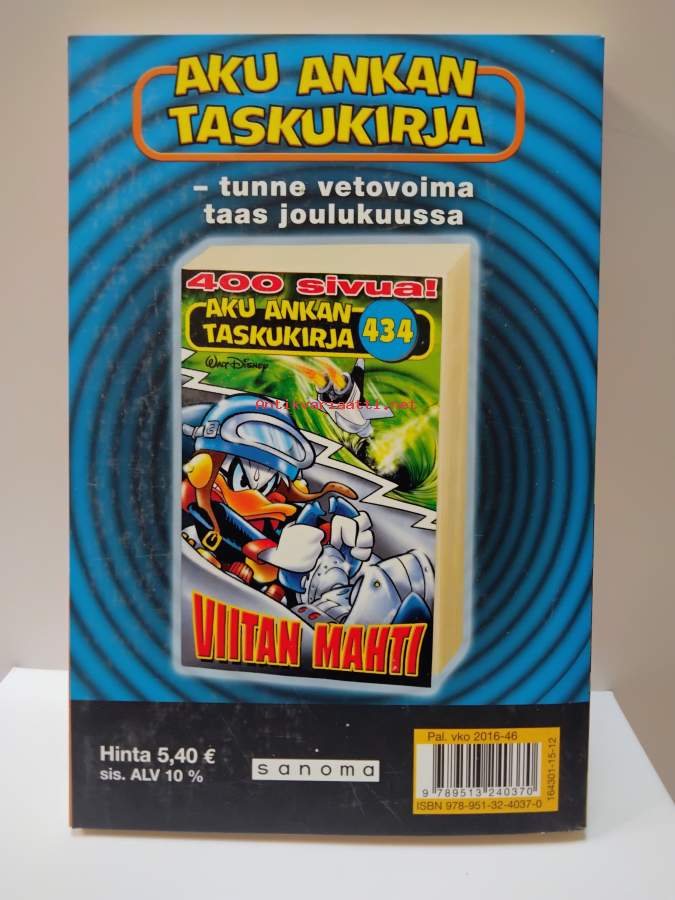 AKU ANKAN
TASKUKIRJA
– tunne vetovoima
taas joulukuussa
400 sivua!
AKU ANKAN
TASKUKIRJA
434
WALT DISNEY
Antikvariaatti.net
VIITAN MAHTI
Hinta 5,40 €
sis. ALV 10 %
sanoma
Pal. vko 2016-46
164301-15-12
9 789513 240370
ISBN 978-951-32-4037-0